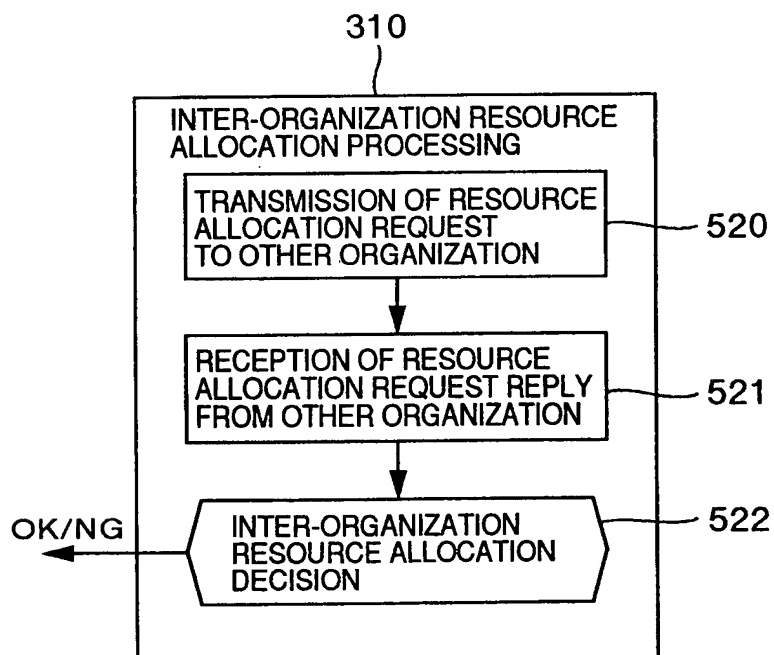 310
INTER-ORGANIZATION RESOURCE
ALLOCATION PROCESSING
TRANSMISSION OF RESOURCE
ALLOCATION REQUEST
TO OTHER ORGANIZATION
520
RECEPTION OF RESOURCE
ALLOCATION REQUEST REPLY
FROM OTHER ORGANIZATION
521
OK/NG
INTER-ORGANIZATION
RESOURCE ALLOCATION
DECISION
522